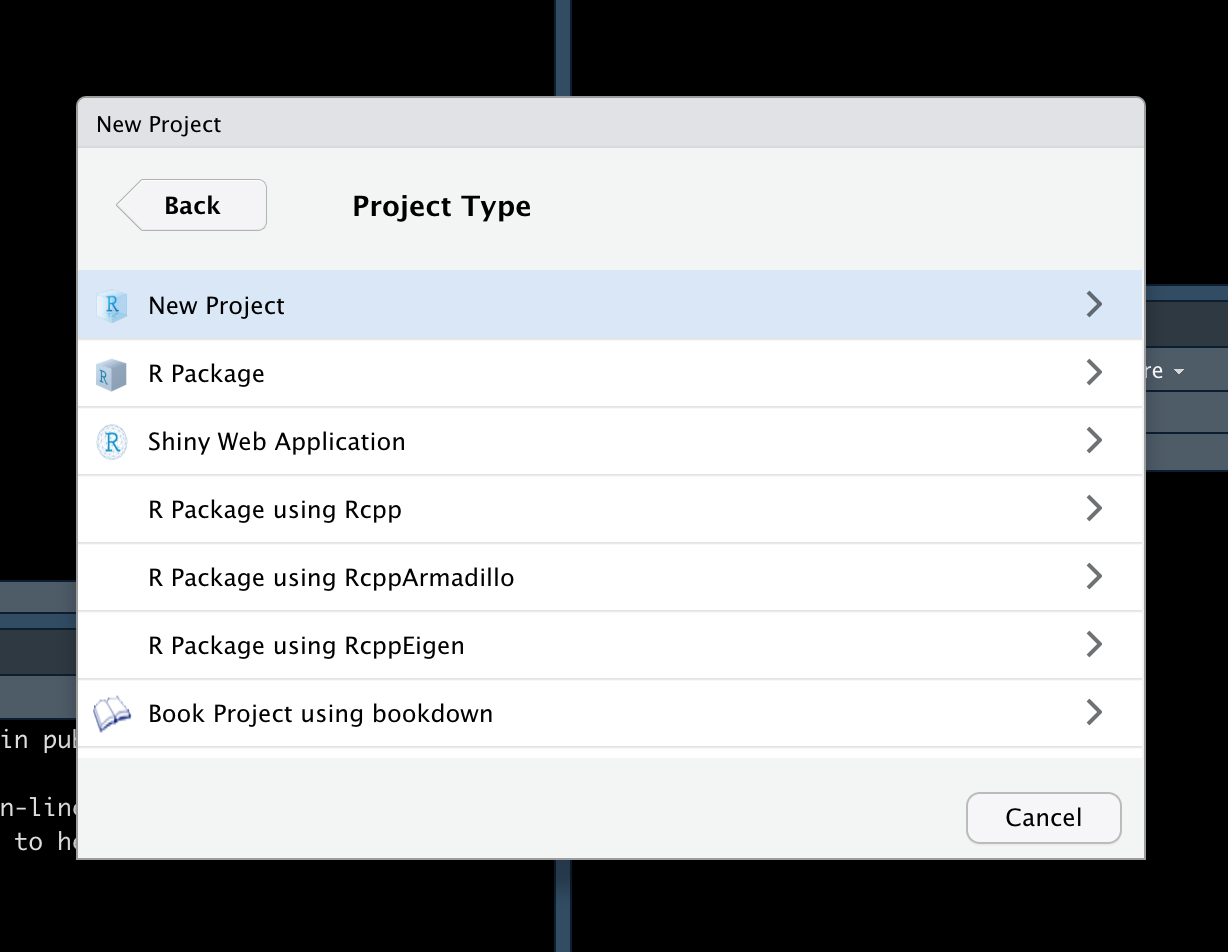 New Project
Back
Project Type
R New Project
R R Package
R Shiny Web Application
R Package using Rcpp
R Package using RcppArmadillo
R Package using RcppEigen
Book Project using bookdown
Cancel
re
in pub
n-line
to he